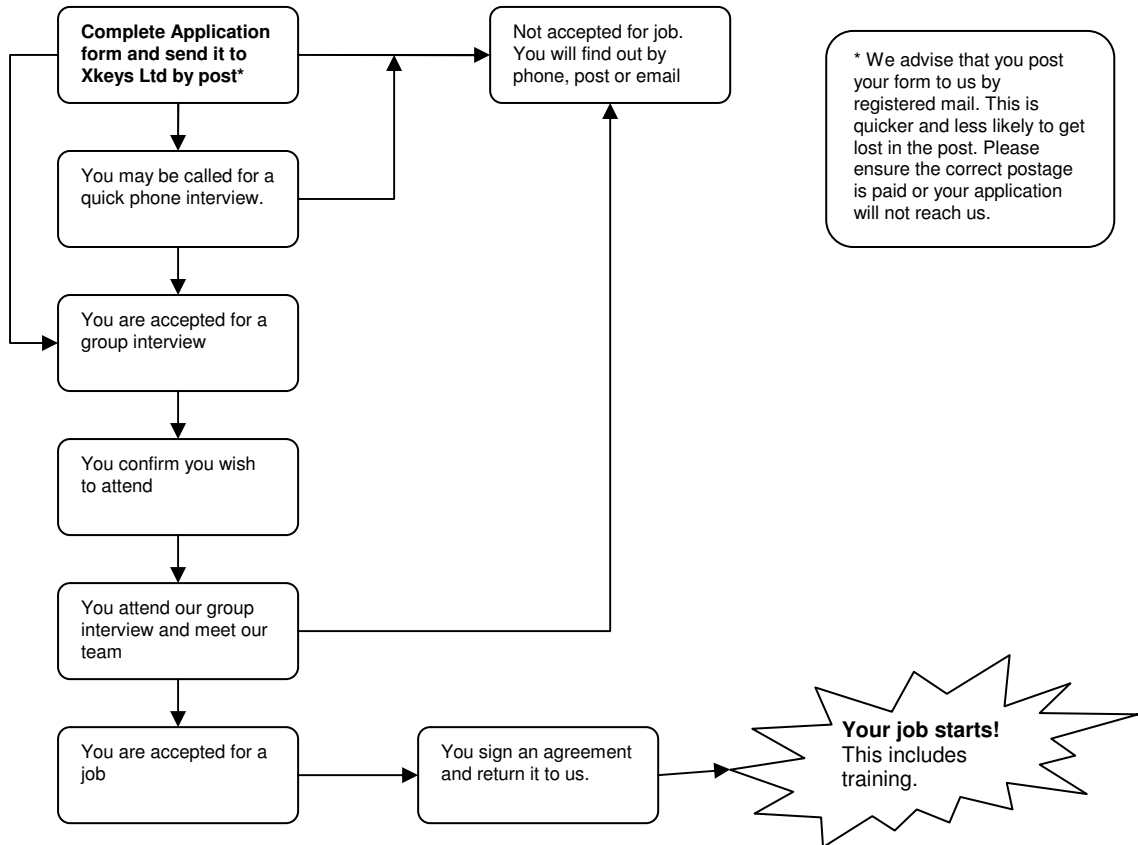 Complete Application
form and send it to
Xkeys Ltd by post*
Not accepted for job.
You will find out by
phone, post or email
* We advise that you post
your form to us by
registered mail. This is
quicker and less likely to get
lost in the post. Please
ensure the correct postage
is paid or your application
will not reach us.
You may be called for a
quick phone interview.
You are accepted for a
group interview
You confirm you wish
to attend
You attend our group
interview and meet our
team
You are accepted for a
job
You sign an agreement
and return it to us.
Your job starts!
This includes
training.